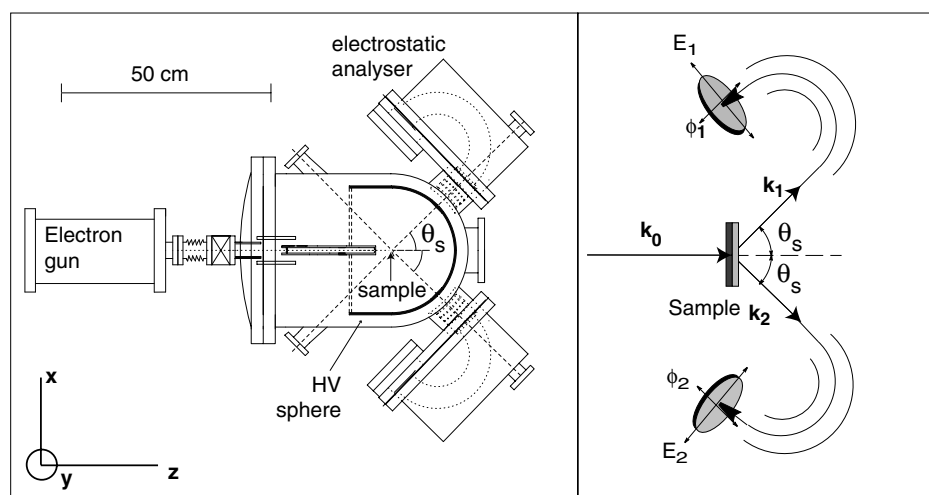 electrostatic
analyser
50 cm
Electron
gun
θs
sample
HV
sphere
x
y
z
E1
ϕ1
k1
k0
θs
θs
Sample
k2
ϕ2
E2